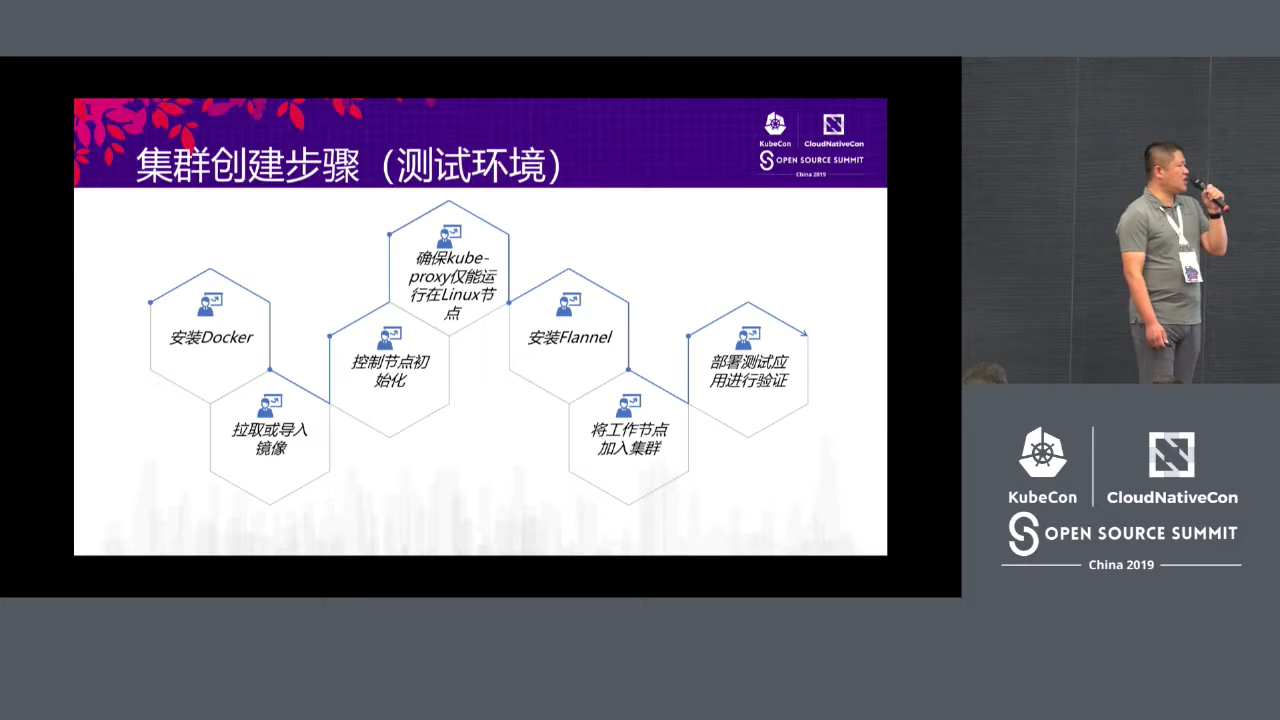 集群创建步骤（测试环境）
KubeCon
CloudNativeCon
OPEN SOURCE SUMMIT
China 2019
安装Docker
拉取或导入
镜像
控制节点初
始化
确保kube-
proxy仅能运
行在Linux节
点
安装Flannel
将工作节点
加入集群
部署测试应
用进行验证
KubeCon
CloudNativeCon
OPEN SOURCE SUMMIT
China 2019